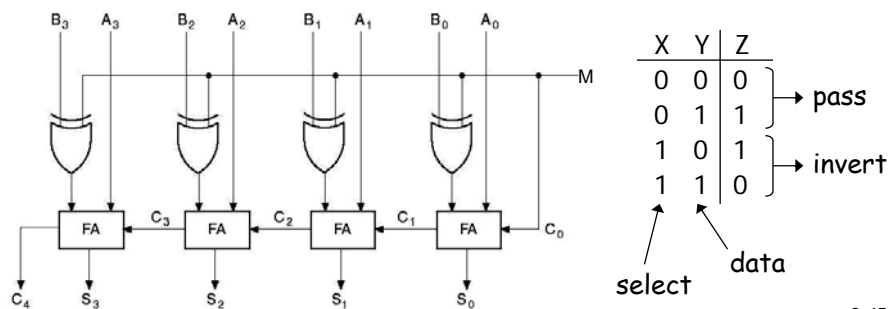 B3 A3 B2 A2 B1 A1 B0 A0
M
FA C3 FA C2 FA C1 FA C0
C4 S3 S2 S1 S0
X Y Z
0 0 0
0 1 1
pass
1 0 1
1 1 0
invert
select
data